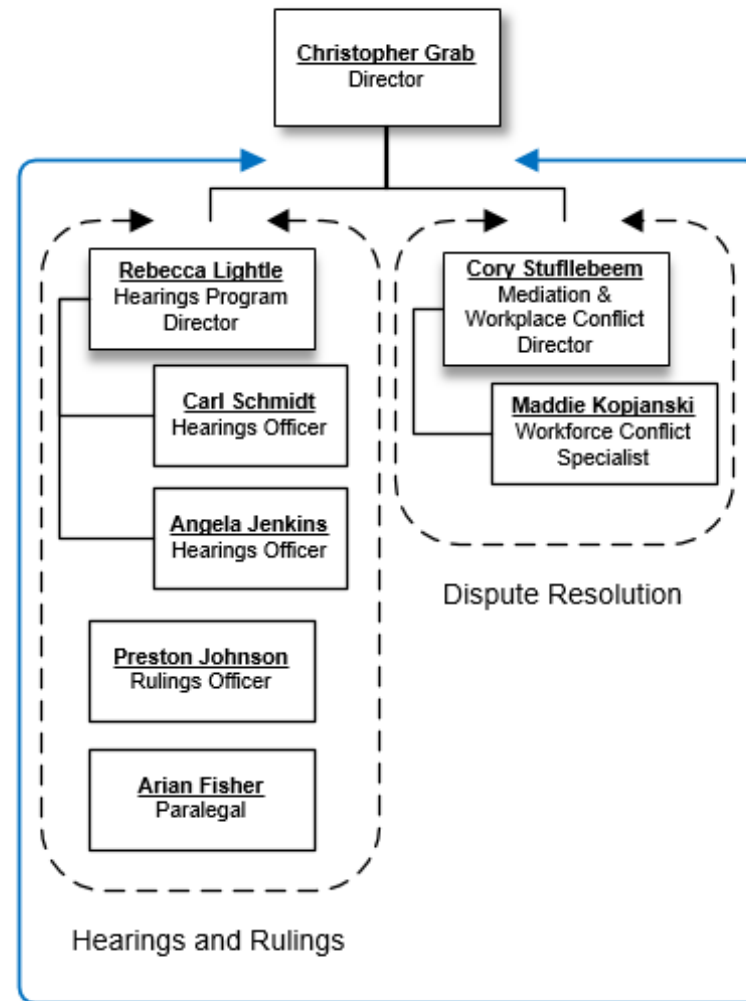 Christopher Grab
Director
Rebecca Lightle
Hearings Program
Director
Carl Schmidt
Hearings Officer
Angela Jenkins
Hearings Officer
Preston Johnson
Rulings Officer
Arian Fisher
Paralegal
Hearings and Rulings
Cory Stufllebeem
Mediation &
Workplace Conflict
Director
Maddie Kopjanski
Workforce Conflict
Specialist
Dispute Resolution